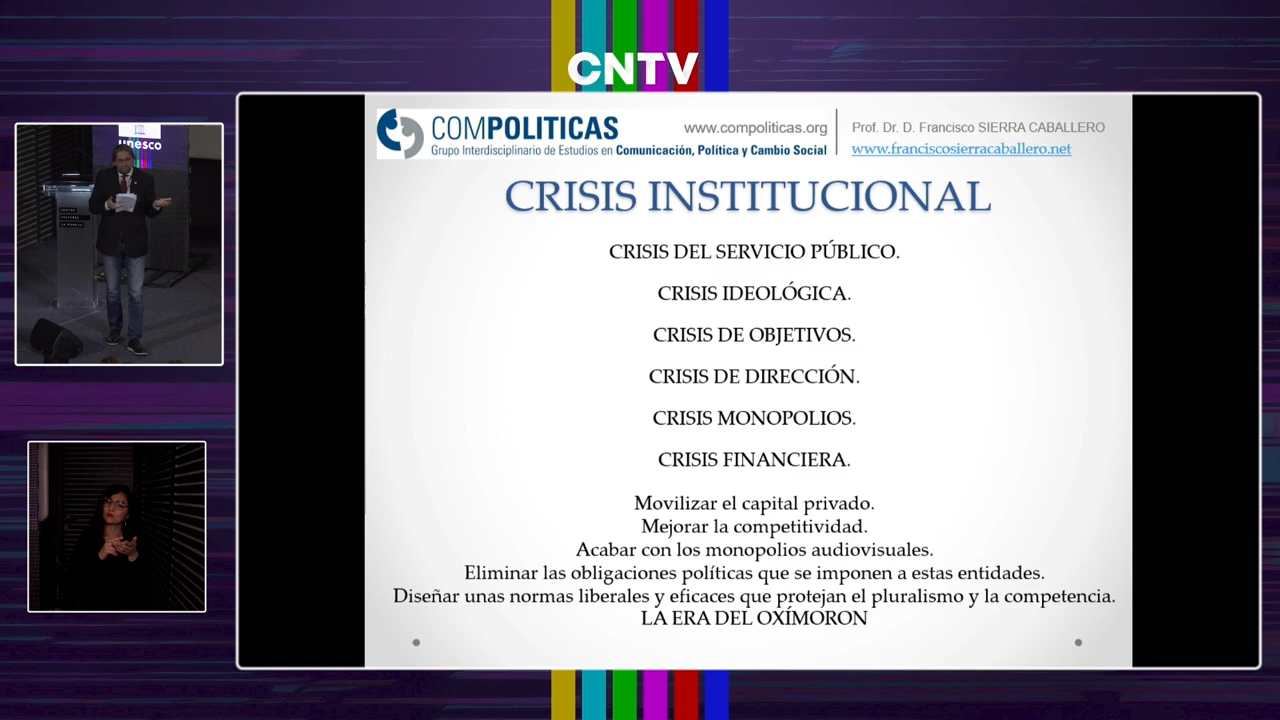 CNTV
unesco
CENTRO
CULTURAL
LA MONEDA
COMPOLITICAS
www.compoliticas.org
Grupo Interdisciplinario de Estudios en Comunicación, Política y Cambio Social
Prof. Dr. D. Francisco SIERRA CABALLERO
www.franciscosierracaballero.net
CRISIS INSTITUCIONAL
CRISIS DEL SERVICIO PÚBLICO.
CRISIS IDEOLÓGICA.
CRISIS DE OBJETIVOS.
CRISIS DE DIRECCIÓN.
CRISIS MONOPOLIOS.
CRISIS FINANCIERA.
Movilizar el capital privado.
Mejorar la competitividad.
Acabar con los monopolios audiovisuales.
Eliminar las obligaciones políticas que se imponen a estas entidades.
Diseñar unas normas liberales y eficaces que protejan el pluralismo y la competencia.
LA ERA DEL OXÍMORON